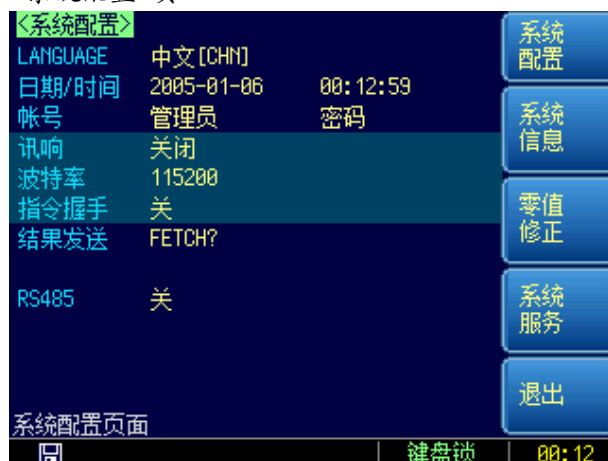 <系统配置>
LANGUAGE 中文[CHN]
日期/时间 2005-01-06 00:12:59
帐号 管理员 密码
讯响 关闭
波特率 115200
指令握手 关
结果发送 FETCH?
RS485 关
系统配置页面
系统
配置
系统
信息
零值
修正
系统
服务
退出
键盘锁 00:12